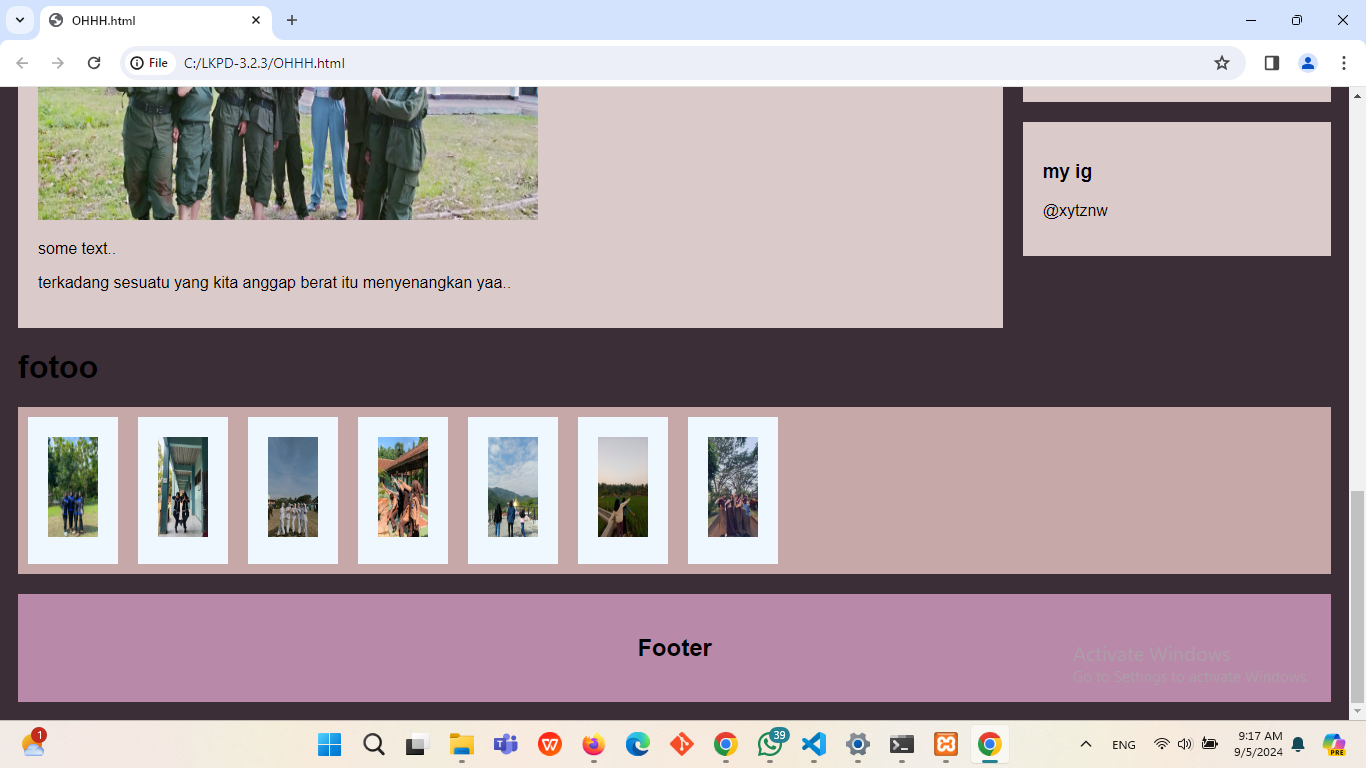 OHHH.html
File
C:/LKPD-3.2.3/OHHH.html
my ig
@xytznw
some text..
terkadang sesuatu yang kita anggap berat itu menyenangkan yaa..
fotoo
Footer
Activate Windows
Go to Settings to activate Windows.
1
W
39
ENG
9:17 AM
9/5/2024
PRE